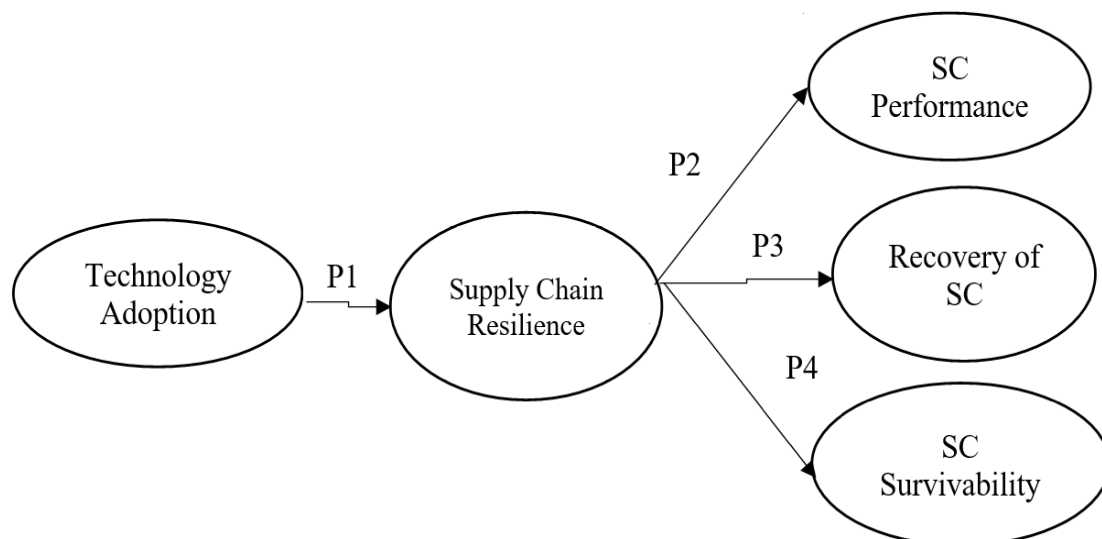 SC
Performance
P2
P3
Recovery of
SC
Technology
Adoption
P1
Supply Chain
Resilience
P4
SC
Survivability